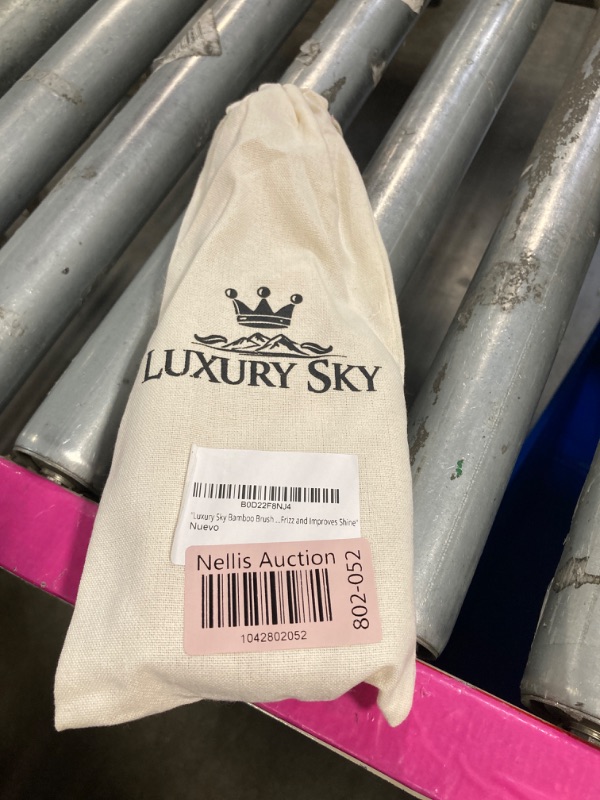 LUXURY SKY
B0D22F8NJ4
"Luxury Sky Bamboo Brush ...Frizz and Improves Shine"
Nuevo
Nellis Auction
802-052
1042802052